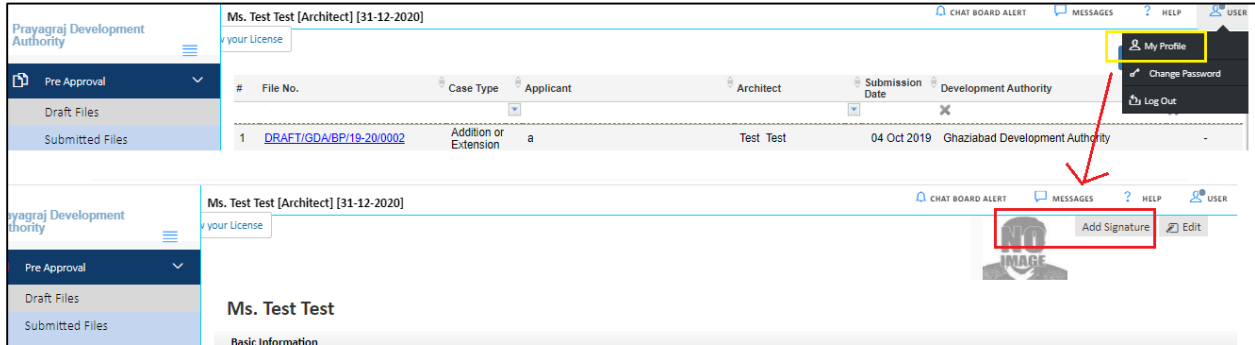 Ms. Test Test [Architect] [31-12-2020]
CHAT BOARD ALERT MESSAGES ? HELP USER
Prayagraj Development
Authority
your License
My Profile
Change Password
Log Out
Pre Approval
Draft Files
Submitted Files
# File No. Case Type Applicant Architect Submission Date Development Authority
1 DRAFT/GDA/BP/19-20/0002 Addition or Extension a Test Test 04 Oct 2019 Ghaziabad Development Authority -
Ms. Test Test [Architect] [31-12-2020]
CHAT BOARD ALERT MESSAGES ? HELP USER
ayagraj Development
thority
your License
NO
IMAGE
Add Signature Edit
Pre Approval
Draft Files
Submitted Files
Ms. Test Test
Basic Information